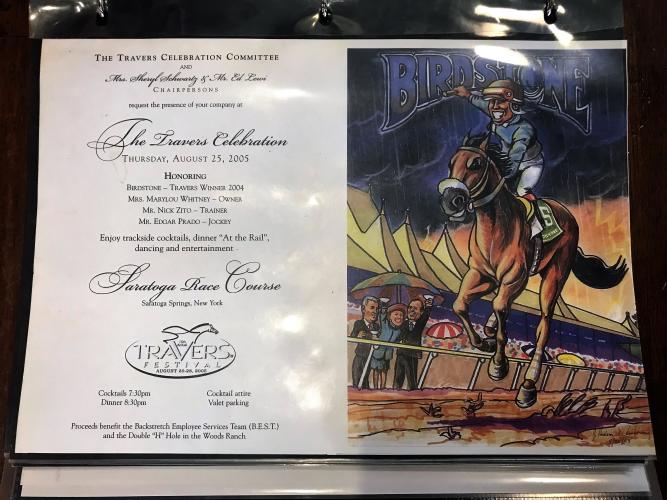 THE TRAVERS CELEBRATION COMMITTEE
AND
Mrs. Sheryl Schwartz & Mr. Ed Lewi
CHAIRPERSONS
request the presence of your company at
The Travers Celebration
THURSDAY, AUGUST 25, 2005
HONORING
BIRDSTONE – TRAVERS WINNER 2004
MRS. MARYLOU WHITNEY – OWNER
MR. NICK ZITO – TRAINER
MR. EDGAR PRADO – JOCKEY
Enjoy trackside cocktails, dinner "At the Rail",
dancing and entertainment
Saratoga Race Course
Saratoga Springs, New York
TRAVERS
FESTIVAL
Cocktails 7:30pm
Dinner 8:30pm
Cocktail attire
Valet parking
Proceeds benefit the Backstretch Employee Services Team (B.E.S.T.)
and the Double "H" Hole in the Woods Ranch
BIRDSTONE
5